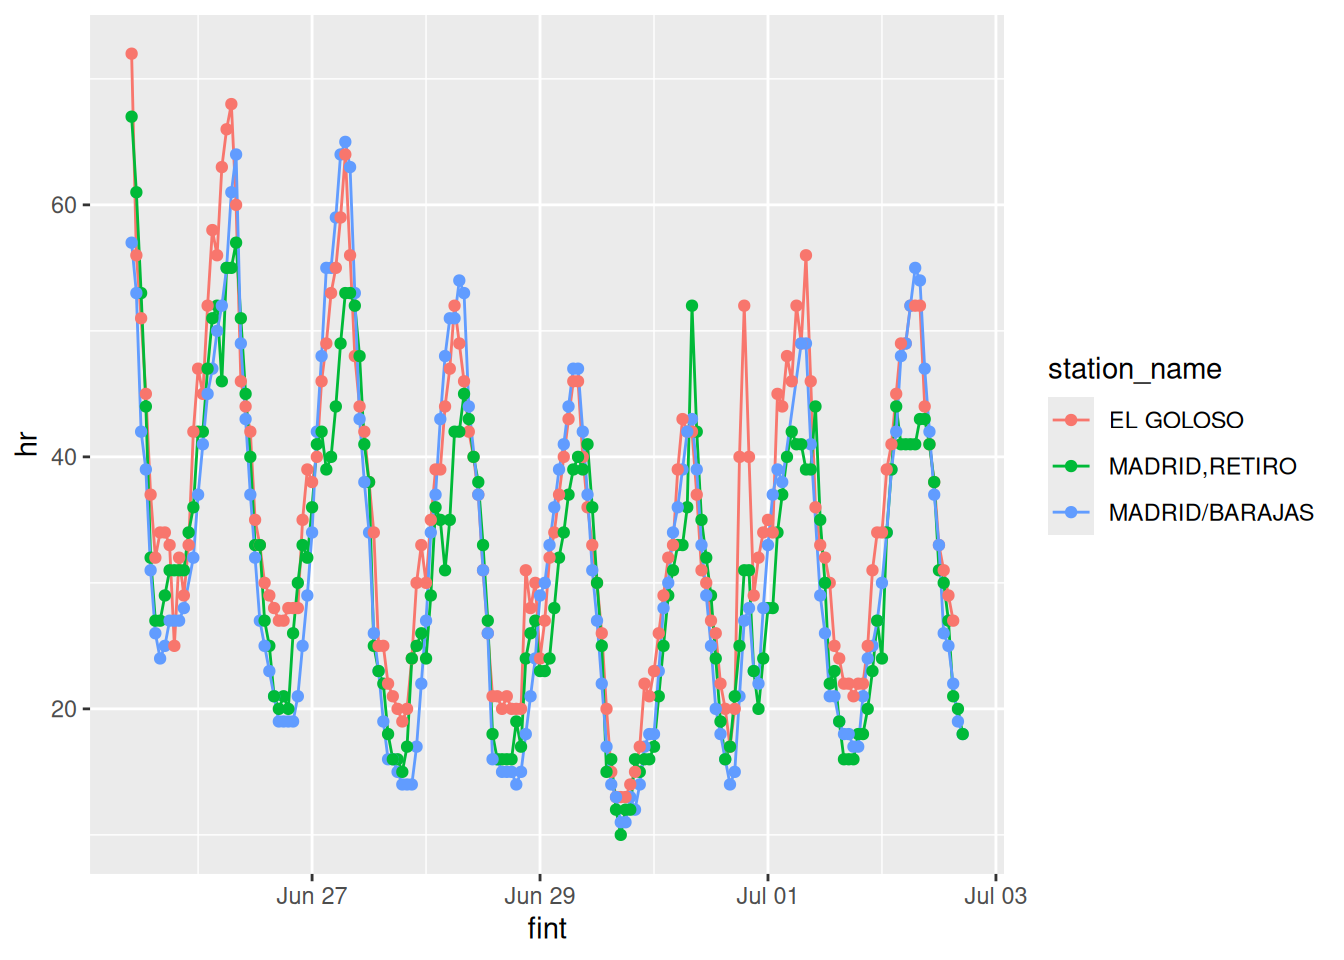 hr
60
40
20
Jun 27
Jun 29
Jul 01
Jul 03
fint
station_name
EL GOLOSO
MADRID,RETIRO
MADRID/BARAJAS